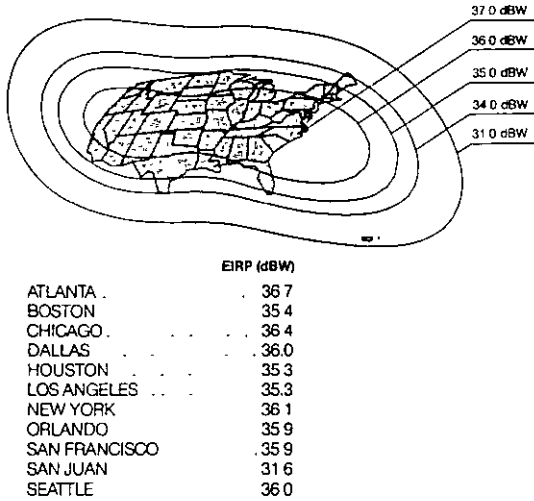 37.0 dBW
36.0 dBW
35.0 dBW
34.0 dBW
31.0 dBW
EIRP (dBW)
ATLANTA . . 36 7
BOSTON 35 4
CHICAGO . . . . 36 4
DALLAS . . . 36.0
HOUSTON . . . 35 3
LOS ANGELES . . . 35.3
NEW YORK 36 1
ORLANDO 35 9
SAN FRANCISCO . 35 9
SAN JUAN 31 6
SEATTLE 36 0